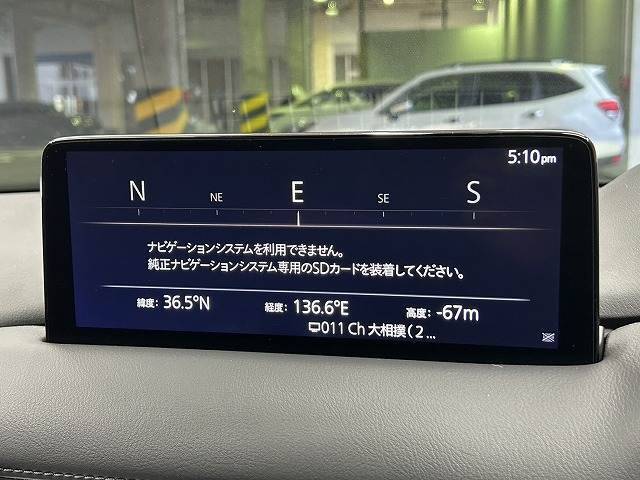 5:10pm
N NE E SE S
ナビゲーションシステムを利用できません。
純正ナビゲーションシステム専用のSDカードを装着してください。
緯度: 36.5°N 経度: 136.6°E 高度: -67m
011 Ch 大相撲(2...